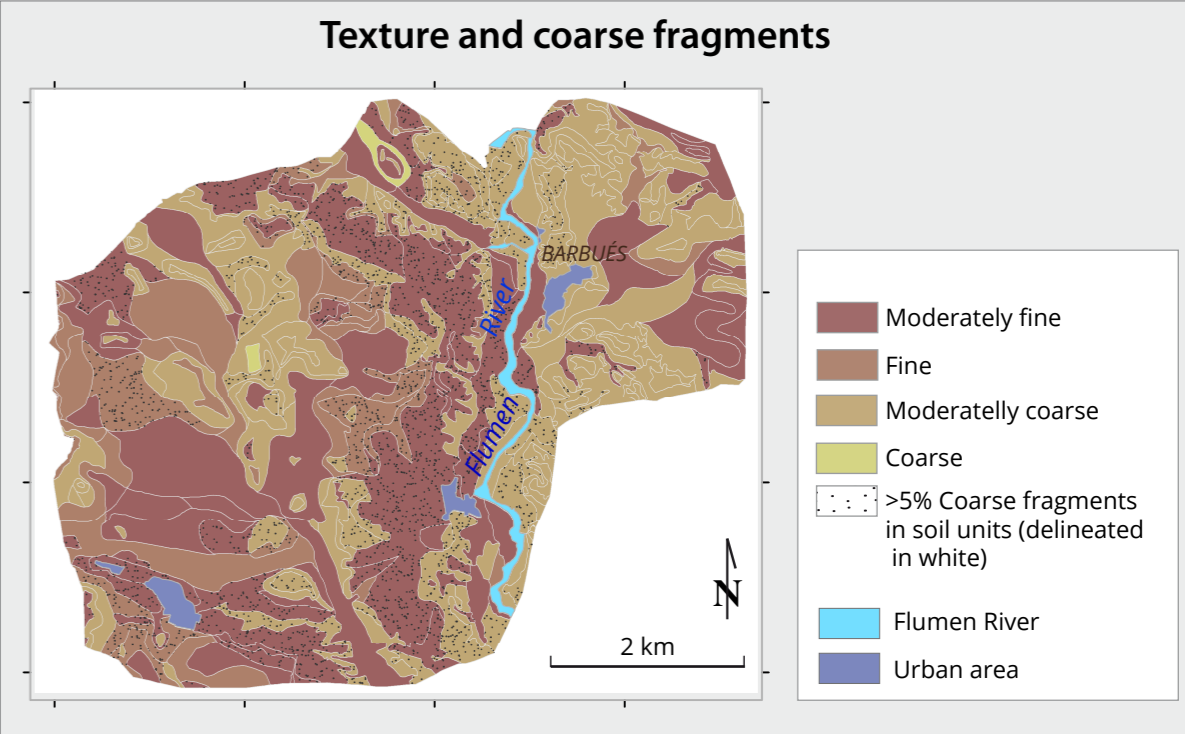 Texture and coarse fragments
BARBUÉS
River
Flumen
N
2 km
Moderately fine
Fine
Moderatelly coarse
Coarse
>5% Coarse fragments
in soil units (delineated
in white)
Flumen River
Urban area